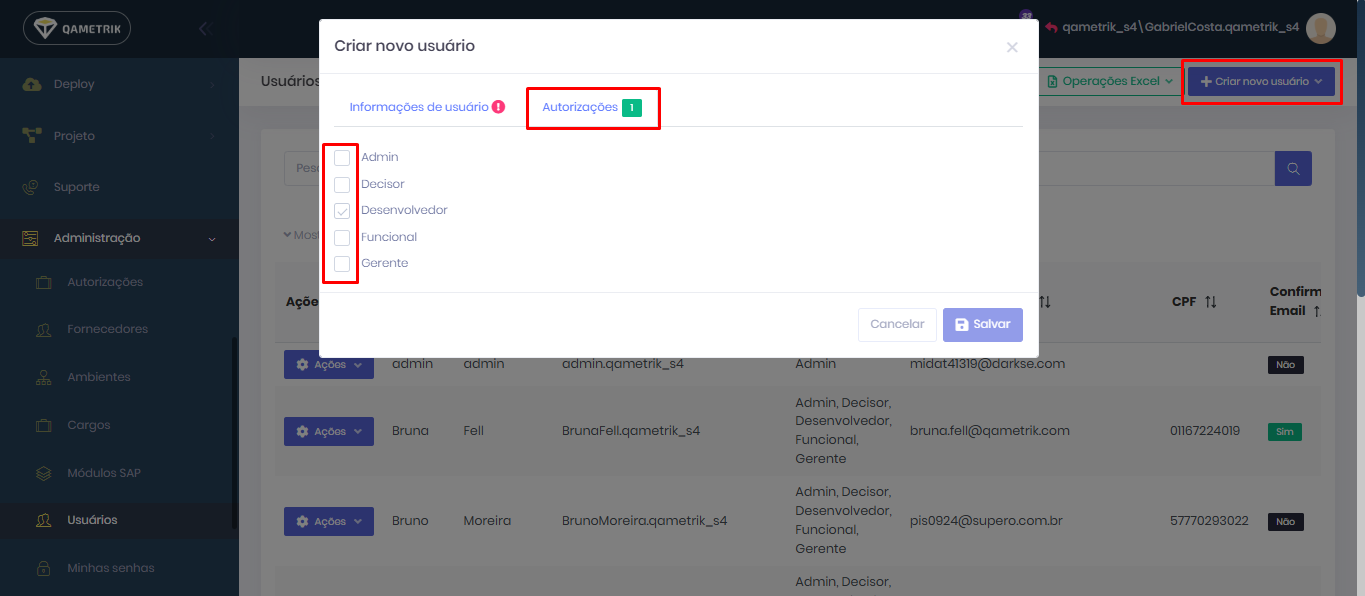 QAMETRIK
Deploy
Projeto
Suporte
Administração
Autorizações
Fornecedores
Ambientes
Cargos
Módulos SAP
Usuários
Minhas senhas
qametrik_s4\GabrielCosta.qametrik_s4
Usuários
Operações Excel
Criar novo usuário
Criar novo usuário
Informações de usuário
Autorizações 1
Admin
Decisor
Desenvolvedor
Funcional
Gerente
Cancelar
Salvar
CPF
Confirm
Email
Ações admin admin admin.qametrik_s4 Admin midat41319@darkse.com Não
Admin, Decisor,
Desenvolvedor,
Ações Bruna Fell BrunaFell.qametrik_s4 bruna.fell@qametrik.com 01167224019 Sim
Funcional,
Gerente
Admin, Decisor,
Desenvolvedor,
Ações Bruno Moreira BrunoMoreira.qametrik_s4 pis0924@supero.com.br 57770293022 Não
Funcional,
Gerente
Admin, Decisor,